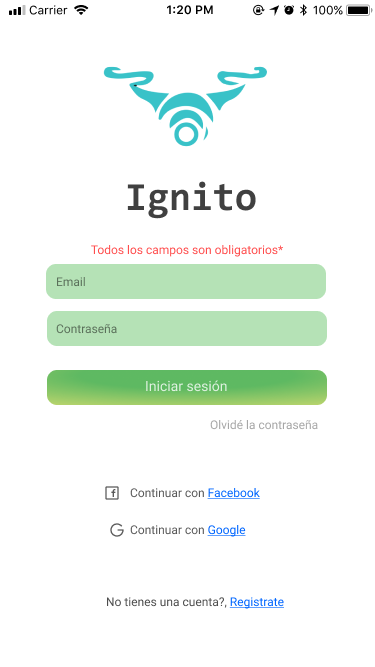 Carrier 1:20 PM 100%
Ignito
Todos los campos son obligatorios*
Email
Contraseña
Iniciar sesión
Olvidé la contraseña
Continuar con Facebook
Continuar con Google
No tienes una cuenta?, Registrate